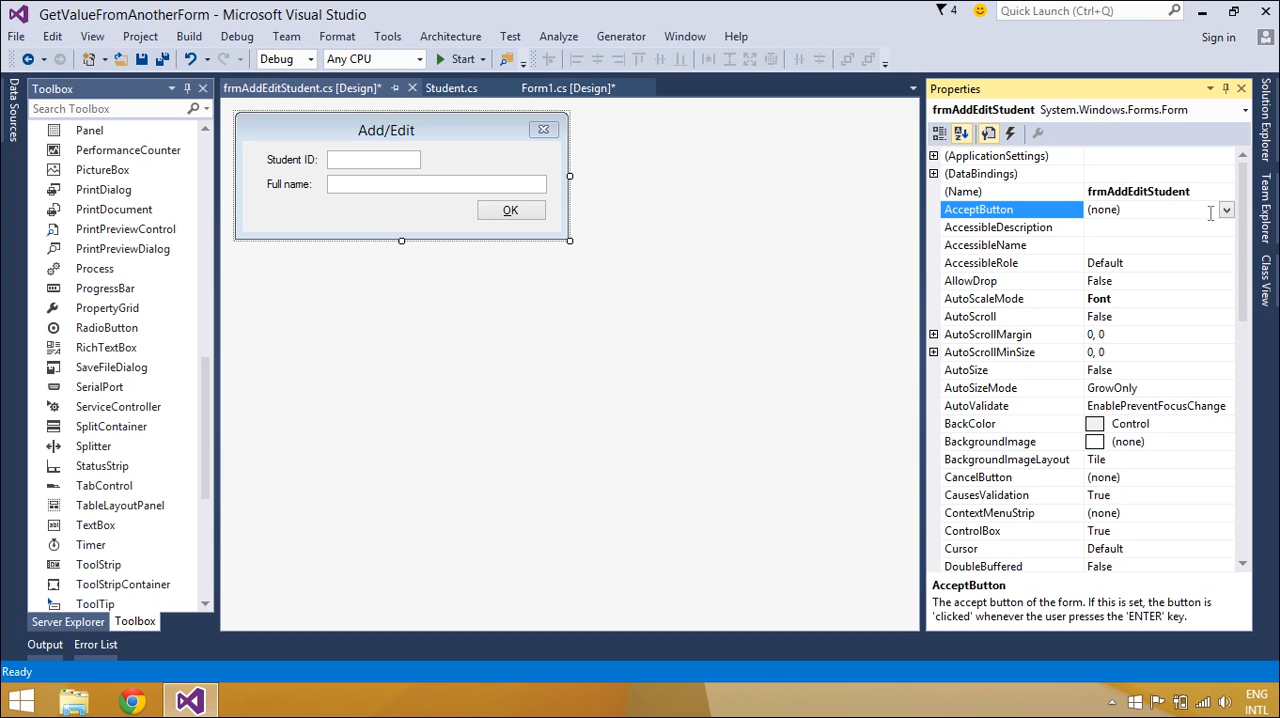 GetValueFromAnotherForm - Microsoft Visual Studio
4
Quick Launch (Ctrl+Q)
File Edit View Project Build Debug Team Format Tools Architecture Test Analyze Generator Window Help
Sign in
Debug Any CPU Start
Data Sources
Toolbox
Search Toolbox
Panel
PerformanceCounter
PictureBox
PrintDialog
PrintDocument
PrintPreviewControl
PrintPreviewDialog
Process
ProgressBar
PropertyGrid
RadioButton
RichTextBox
SaveFileDialog
SerialPort
ServiceController
SplitContainer
Splitter
StatusStrip
TabControl
TableLayoutPanel
TextBox
Timer
ToolStrip
ToolStripContainer
ToolTip
Server Explorer Toolbox
Output Error List
frmAddEditStudent.cs [Design]* Student.cs Form1.cs [Design]*
Add/Edit
Student ID:
Full name:
OK
Properties
frmAddEditStudent System.Windows.Forms.Form
(ApplicationSettings)
(DataBindings)
(Name) frmAddEditStudent
AcceptButton (none)
AccessibleDescription
AccessibleName
AccessibleRole Default
AllowDrop False
AutoScaleMode Font
AutoScroll False
AutoScrollMargin 0, 0
AutoScrollMinSize 0, 0
AutoSize False
AutoSizeMode GrowOnly
AutoValidate EnablePreventFocusChange
BackColor Control
BackgroundImage (none)
BackgroundImageLayout Tile
CancelButton (none)
CausesValidation True
ContextMenuStrip (none)
ControlBox True
Cursor Default
DoubleBuffered False
AcceptButton
The accept button of the form. If this is set, the button is
'clicked' whenever the user presses the 'ENTER' key.
Solution Explorer
Team Explorer
Class View
Ready
ENG
INTL